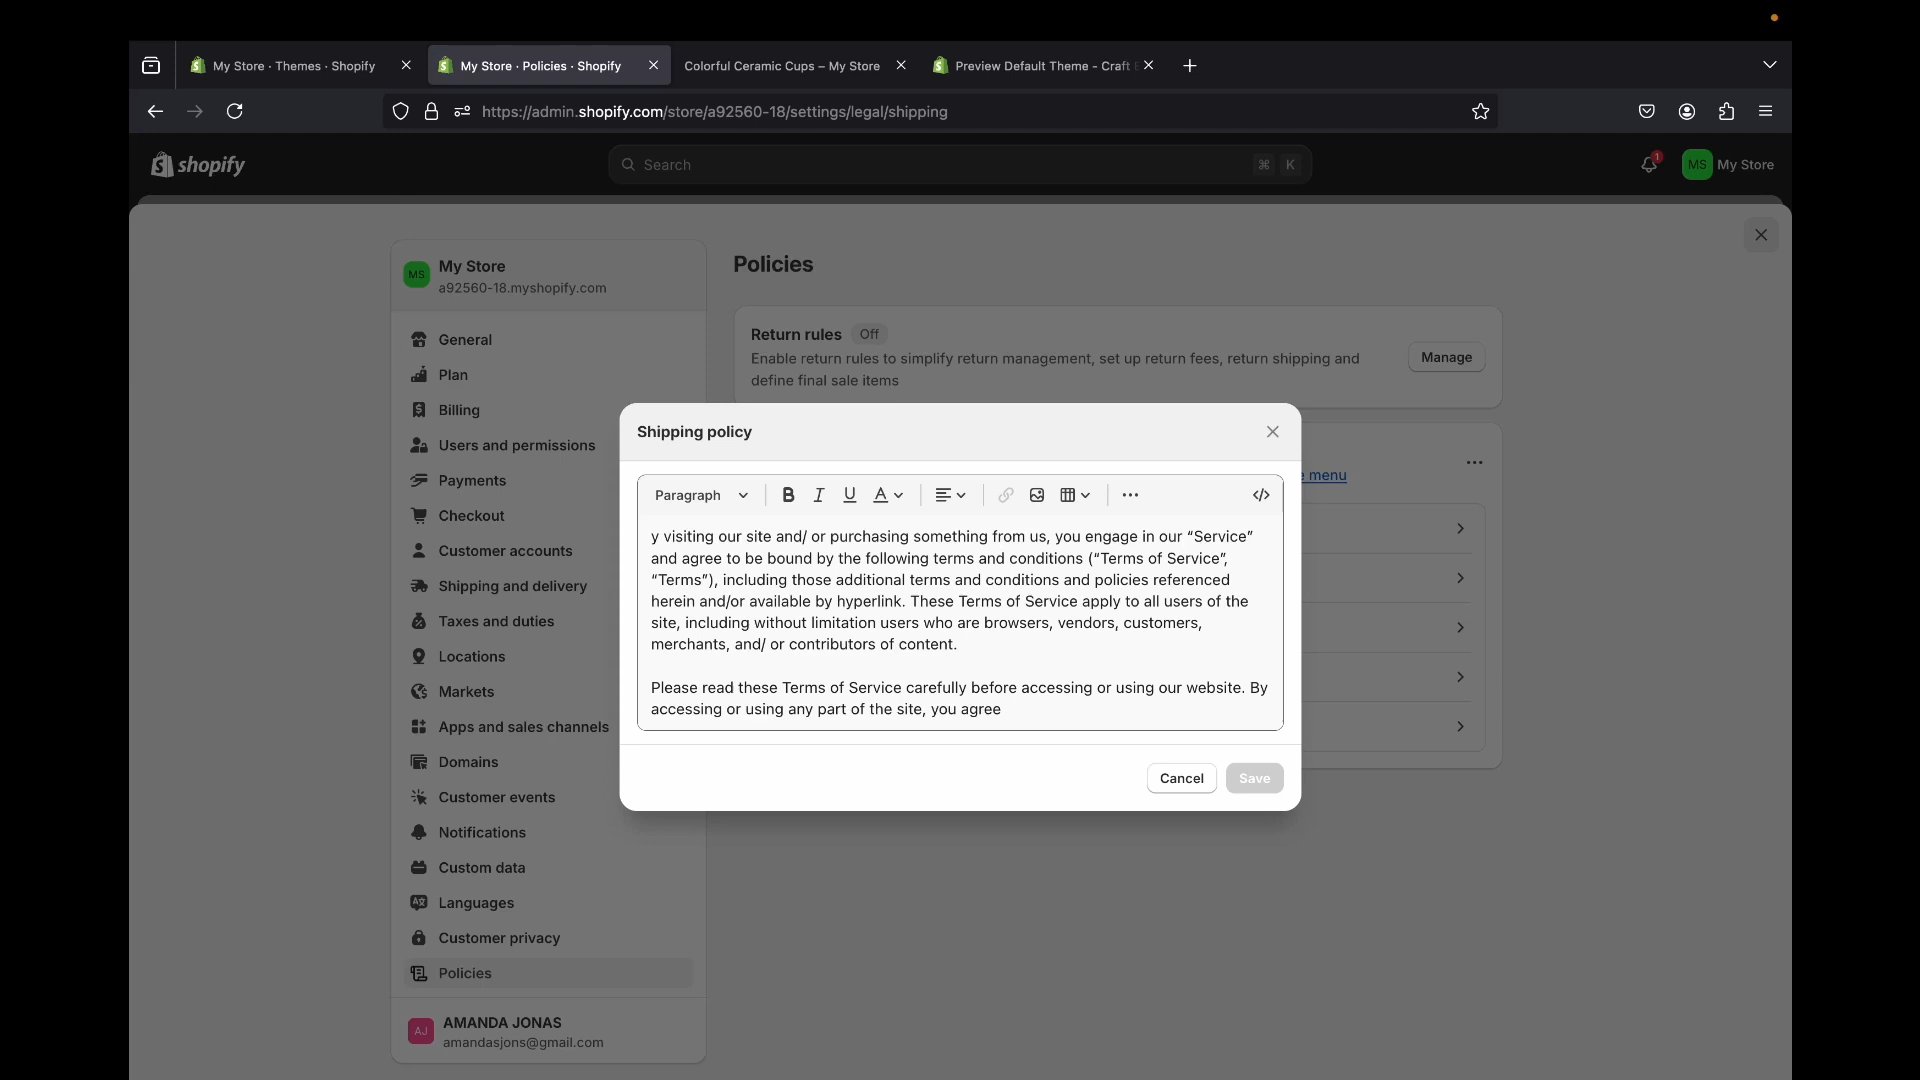 My Store · Themes · Shopify
My Store · Policies · Shopify
Colorful Ceramic Cups – My Store
Preview Default Theme - Craft
https://admin.shopify.com/store/a92560-18/settings/legal/shipping
shopify
Search
⌘ K
1
MS My Store
MS
My Store
a92560-18.myshopify.com
General
Plan
Billing
Users and permissions
Payments
Checkout
Customer accounts
Shipping and delivery
Taxes and duties
Locations
Markets
Apps and sales channels
Domains
Customer events
Notifications
Custom data
Languages
Customer privacy
Policies
AJ
AMANDA JONAS
amandasjons@gmail.com
Policies
Return rules Off
Enable return rules to simplify return management, set up return fees, return shipping and
define final sale items
Manage
e menu
Shipping policy
Paragraph
B I U A
y visiting our site and/ or purchasing something from us, you engage in our “Service”
and agree to be bound by the following terms and conditions (“Terms of Service”,
“Terms”), including those additional terms and conditions and policies referenced
herein and/or available by hyperlink. These Terms of Service apply to all users of the
site, including without limitation users who are browsers, vendors, customers,
merchants, and/ or contributors of content.
Please read these Terms of Service carefully before accessing or using our website. By
accessing or using any part of the site, you agree
Cancel
Save